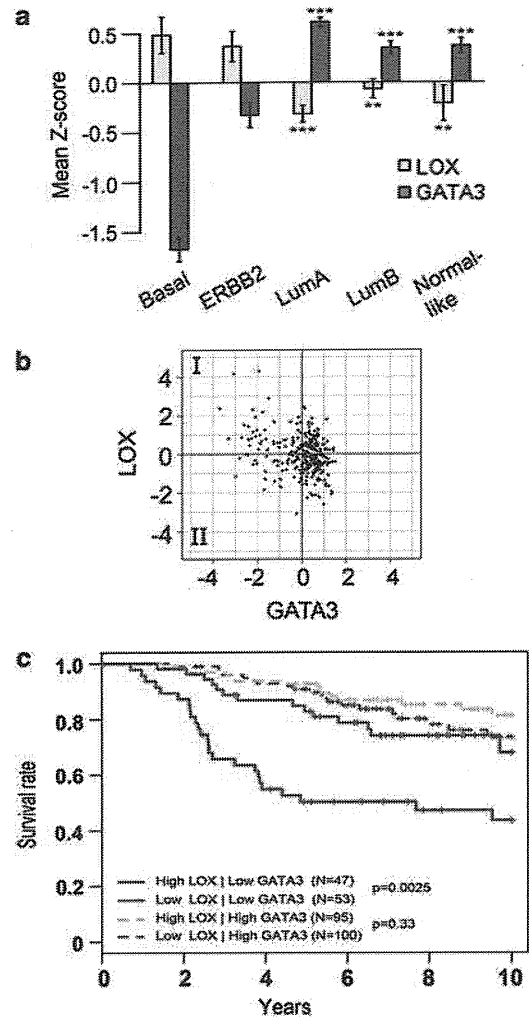 a
0.5
0.0
-0.5
-1.0
-1.5
Mean Z-score
***
***
***
***
**
**
LOX
GATA3
Basal
ERBB2
LumA
LumB
Normal-
like
b
I
II
4
2
0
-2
-4
LOX
-4 -2 0 2 4
GATA3
c
1.0
0.8
0.6
0.4
0.2
0
Survival rate
High LOX | Low GATA3 (N=47)
Low LOX | Low GATA3 (N=53)
p=0.0025
High LOX | High GATA3 (N=95)
Low LOX | High GATA3 (N=100)
p=0.33
0 2 4 6 8 10
Years